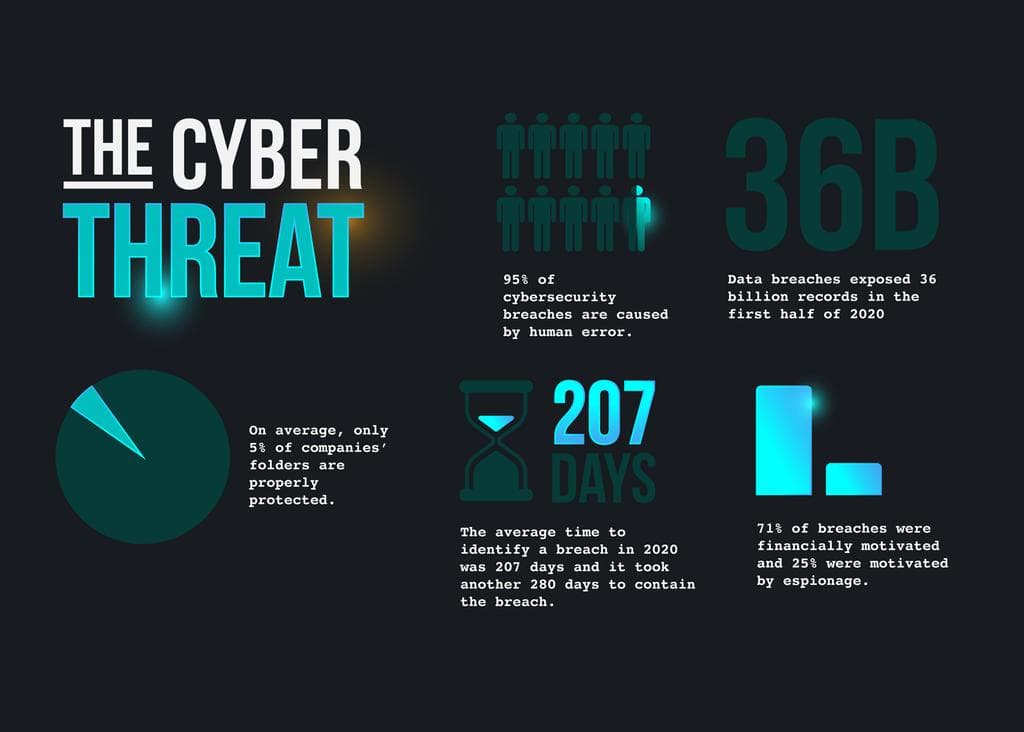 THE CYBER
THREAT
95% of
cybersecurity
breaches are caused
by human error.
36B
Data breaches exposed 36
billion records in the
first half of 2020
On average, only
5% of companies’
folders are
properly
protected.
207
DAYS
The average time to
identify a breach in 2020
was 207 days and it took
another 280 days to contain
the breach.
71% of breaches were
financially motivated
and 25% were motivated
by espionage.